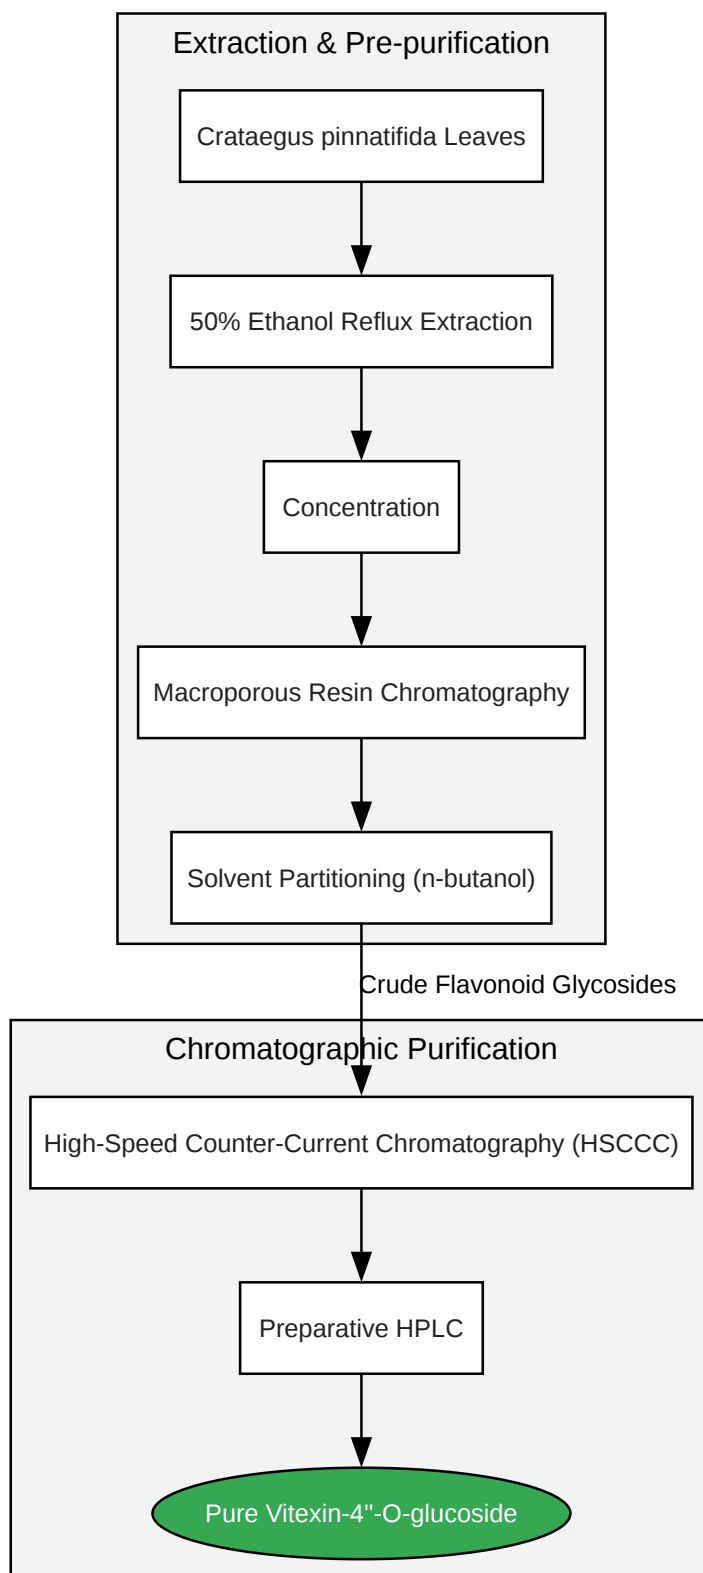 Extraction & Pre-purification
Crataegus pinnatifida Leaves
50% Ethanol Reflux Extraction
Concentration
Macroporous Resin Chromatography
Solvent Partitioning (n-butanol)
Crude Flavonoid Glycosides
Chromatographic Purification
High-Speed Counter-Current Chromatography (HSCCC)
Preparative HPLC
Pure Vitexin-4"-O-glucoside